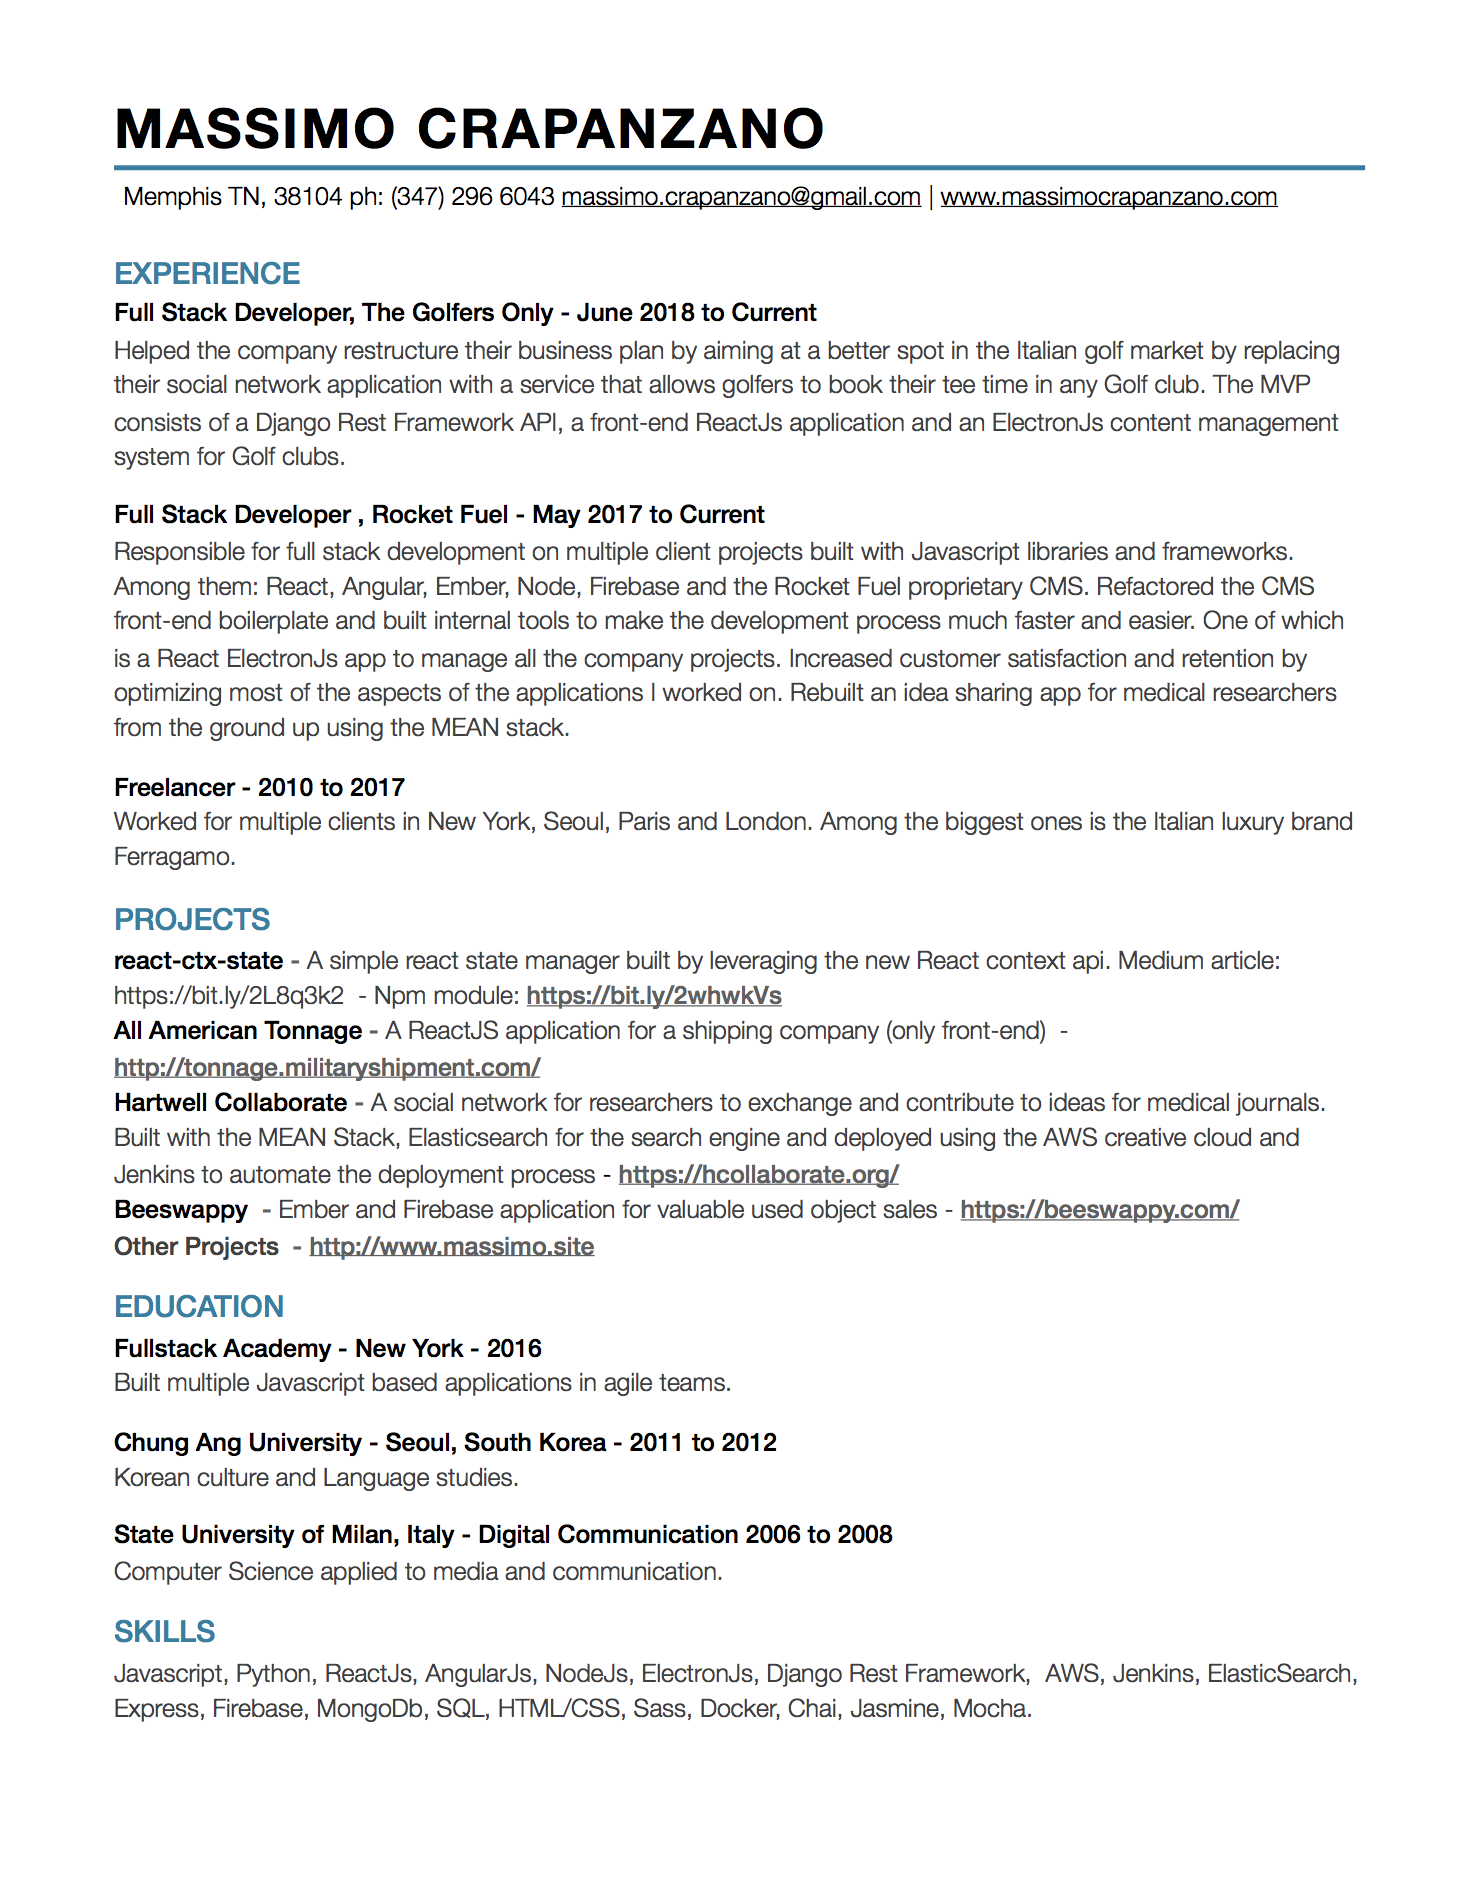 MASSIMO CRAPANZANO
Memphis TN, 38104 ph: (347) 296 6043 massimo.crapanzano@gmail.com | www.massimocrapanzano.com
EXPERIENCE
Full Stack Developer, The Golfers Only - June 2018 to Current
Helped the company restructure their business plan by aiming at a better spot in the Italian golf market by replacing
their social network application with a service that allows golfers to book their tee time in any Golf club. The MVP
consists of a Django Rest Framework API, a front-end ReactJs application and an ElectronJs content management
system for Golf clubs.
Full Stack Developer , Rocket Fuel - May 2017 to Current
Responsible for full stack development on multiple client projects built with Javascript libraries and frameworks.
Among them: React, Angular, Ember, Node, Firebase and the Rocket Fuel proprietary CMS. Refactored the CMS
front-end boilerplate and built internal tools to make the development process much faster and easier. One of which
is a React ElectronJs app to manage all the company projects. Increased customer satisfaction and retention by
optimizing most of the aspects of the applications I worked on. Rebuilt an idea sharing app for medical researchers
from the ground up using the MEAN stack.
Freelancer - 2010 to 2017
Worked for multiple clients in New York, Seoul, Paris and London. Among the biggest ones is the Italian luxury brand
Ferragamo.
PROJECTS
react-ctx-state - A simple react state manager built by leveraging the new React context api. Medium article:
https://bit.ly/2L8q3k2  - Npm module: https://bit.ly/2whwkVs
All American Tonnage - A ReactJS application for a shipping company (only front-end)  -
http://tonnage.militaryshipment.com/
Hartwell Collaborate - A social network for researchers to exchange and contribute to ideas for medical journals.
Built with the MEAN Stack, Elasticsearch for the search engine and deployed using the AWS creative cloud and
Jenkins to automate the deployment process - https://hcollaborate.org/
Beeswappy  - Ember and Firebase application for valuable used object sales - https://beeswappy.com/
Other Projects  - http://www.massimo.site
EDUCATION
Fullstack Academy - New York - 2016
Built multiple Javascript based applications in agile teams.
Chung Ang University - Seoul, South Korea - 2011 to 2012
Korean culture and Language studies.
State University of Milan, Italy - Digital Communication 2006 to 2008
Computer Science applied to media and communication.
SKILLS
Javascript, Python, ReactJs, AngularJs, NodeJs, ElectronJs, Django Rest Framework,  AWS, Jenkins, ElasticSearch,
Express, Firebase, MongoDb, SQL, HTML/CSS, Sass, Docker, Chai, Jasmine, Mocha.